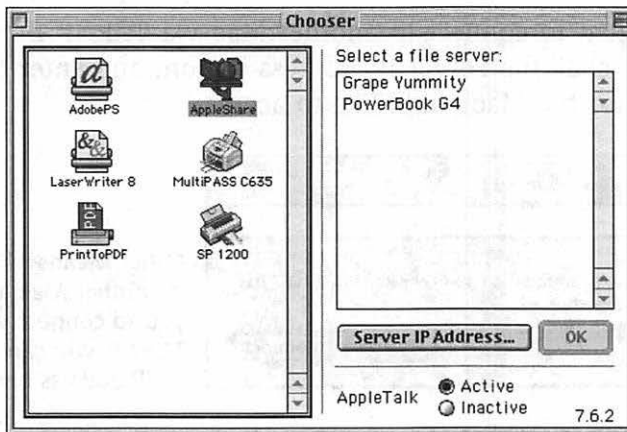 Chooser
AdobePS
AppleShare
LaserWriter 8
MultiPASS C635
PrintToPDF
SP 1200
Select a file server:
Grape Yummity
PowerBook G4
Server IP Address...
OK
AppleTalk
Active
Inactive
7.6.2